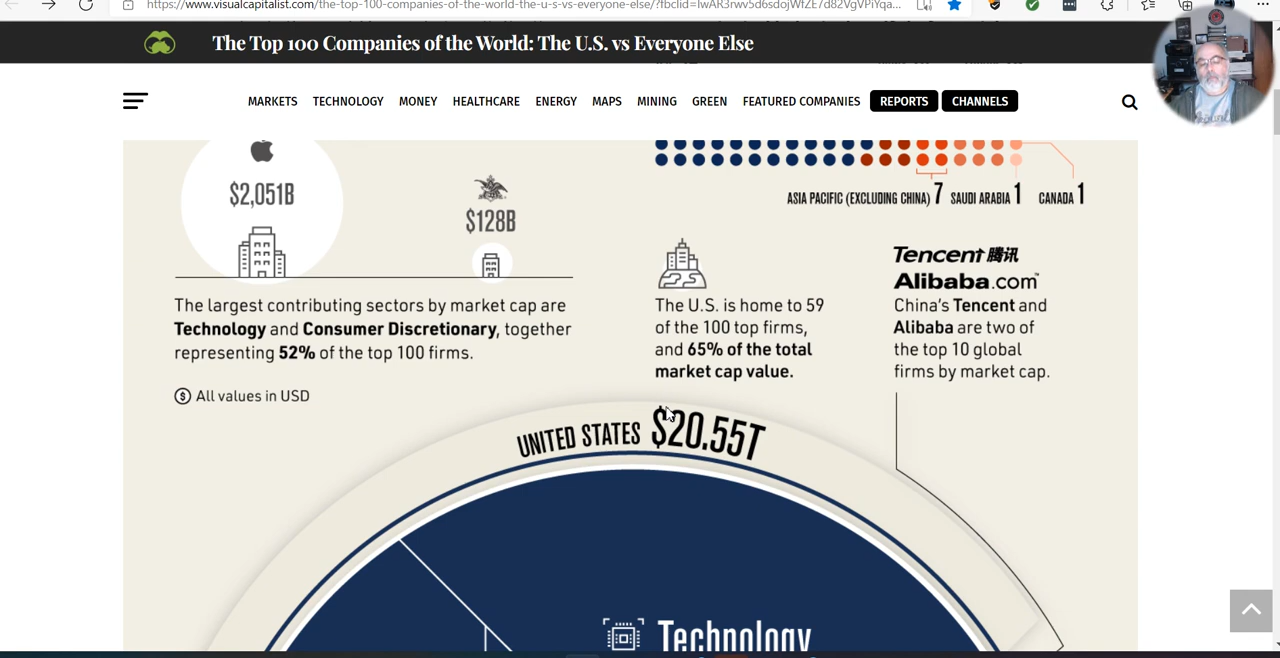 https://www.visualcapitalist.com/the-top-100-companies-of-the-world-the-u-s-vs-everyone-else/?fbclid=IwAR3rwv5d6sdojWfZE7d82VgVPiYqa...
The Top 100 Companies of the World: The U.S. vs Everyone Else
MARKETS TECHNOLOGY MONEY HEALTHCARE ENERGY MAPS MINING GREEN FEATURED COMPANIES REPORTS CHANNELS
$2,051B
$128B
ASIA PACIFIC (EXCLUDING CHINA) 7 SAUDI ARABIA 1 CANADA 1
The largest contributing sectors by market cap are
Technology and Consumer Discretionary, together
representing 52% of the top 100 firms.
$ All values in USD
The U.S. is home to 59
of the 100 top firms,
and 65% of the total
market cap value.
Tencent 腾讯
Alibaba.com™
China's Tencent and
Alibaba are two of
the top 10 global
firms by market cap.
UNITED STATES $20.55T
Technology